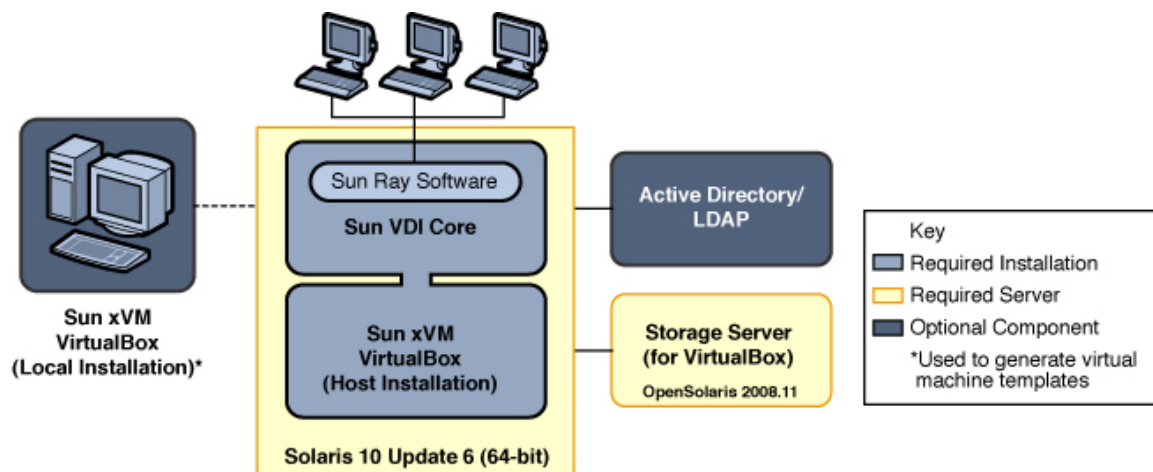 Sun Ray Software
Sun VDI Core
Sun xVM
VirtualBox
(Host Installation)
Solaris 10 Update 6 (64-bit)
Sun xVM
VirtualBox
(Local Installation)*
Active Directory/
LDAP
Storage Server
(for VirtualBox)
OpenSolaris 2008.11
Key
Required Installation
Required Server
Optional Component
*Used to generate virtual
machine templates